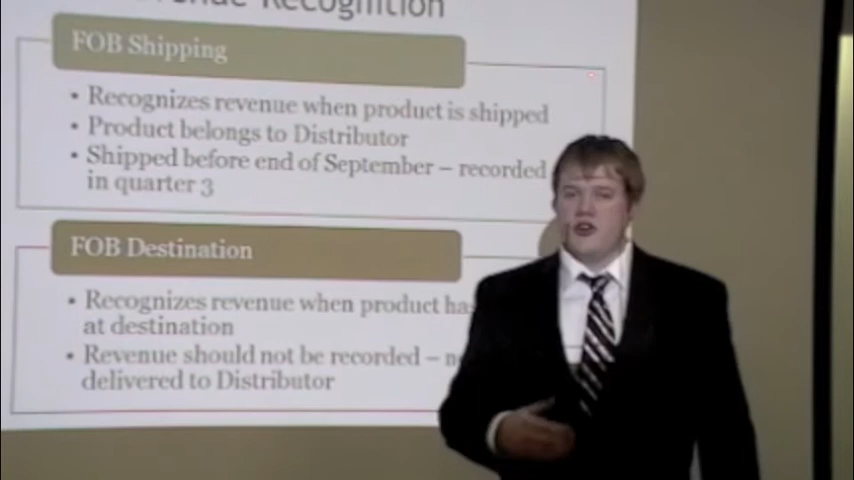 Recognition
FOB Shipping
• Recognizes revenue when product is shipped
• Product belongs to Distributor
• Shipped before end of September – recorded
in quarter 3
FOB Destination
• Recognizes revenue when product has
at destination
• Revenue should not be recorded –
delivered to Distributor